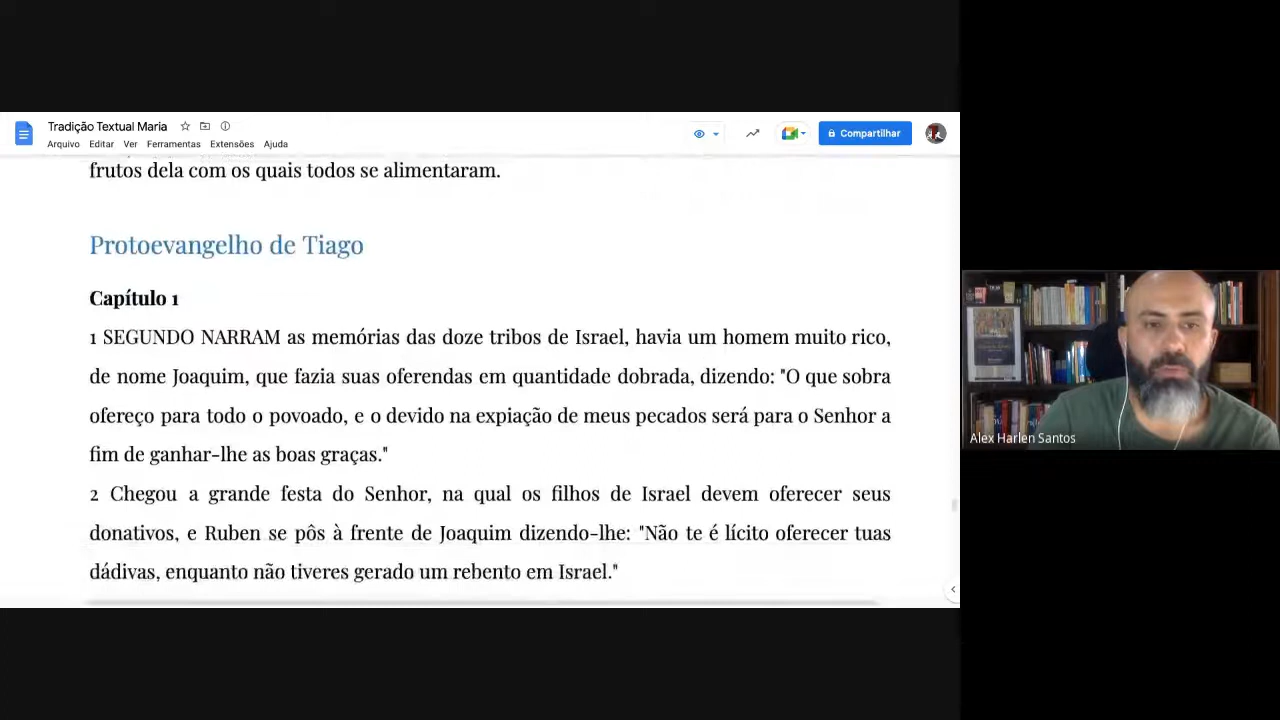 Tradição Textual Maria
Arquivo Editar Ver Ferramentas Extensões Ajuda
Compartilhar
frutos dela com os quais todos se alimentaram.
Protoevangelho de Tiago
Capítulo 1
1 SEGUNDO NARRAM as memórias das doze tribos de Israel, havia um homem muito rico,
de nome Joaquim, que fazia suas oferendas em quantidade dobrada, dizendo: "O que sobra
ofereço para todo o povoado, e o devido na expiação de meus pecados será para o Senhor a
fim de ganhar-lhe as boas graças."
2 Chegou a grande festa do Senhor, na qual os filhos de Israel devem oferecer seus
donativos, e Ruben se pôs à frente de Joaquim dizendo-lhe: "Não te é lícito oferecer tuas
dádivas, enquanto não tiveres gerado um rebento em Israel."
Alex Harlen Santos